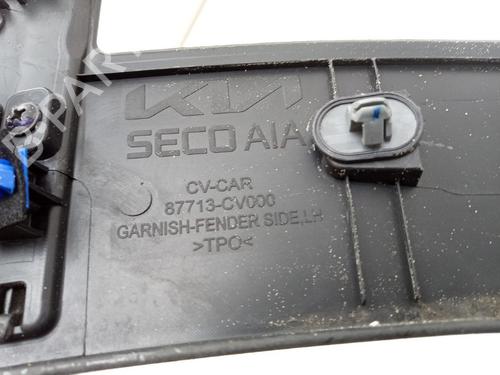 KIA
SECO AIA
CV-CAR
87713-CV000
GARNISH-FENDER SIDE,LH
>TPO<